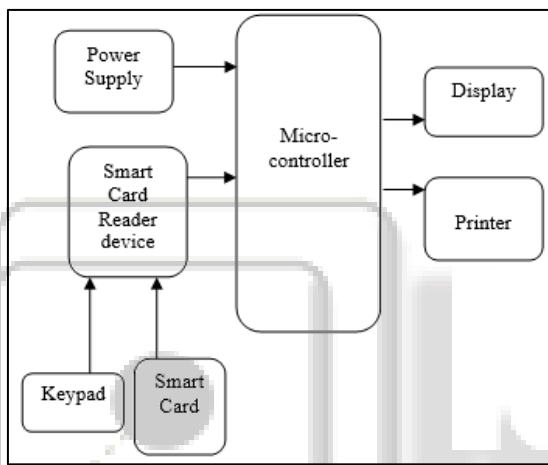 Power
Supply
Smart
Card
Reader
device
Keypad
Smart
Card
Micro-
controller
Display
Printer